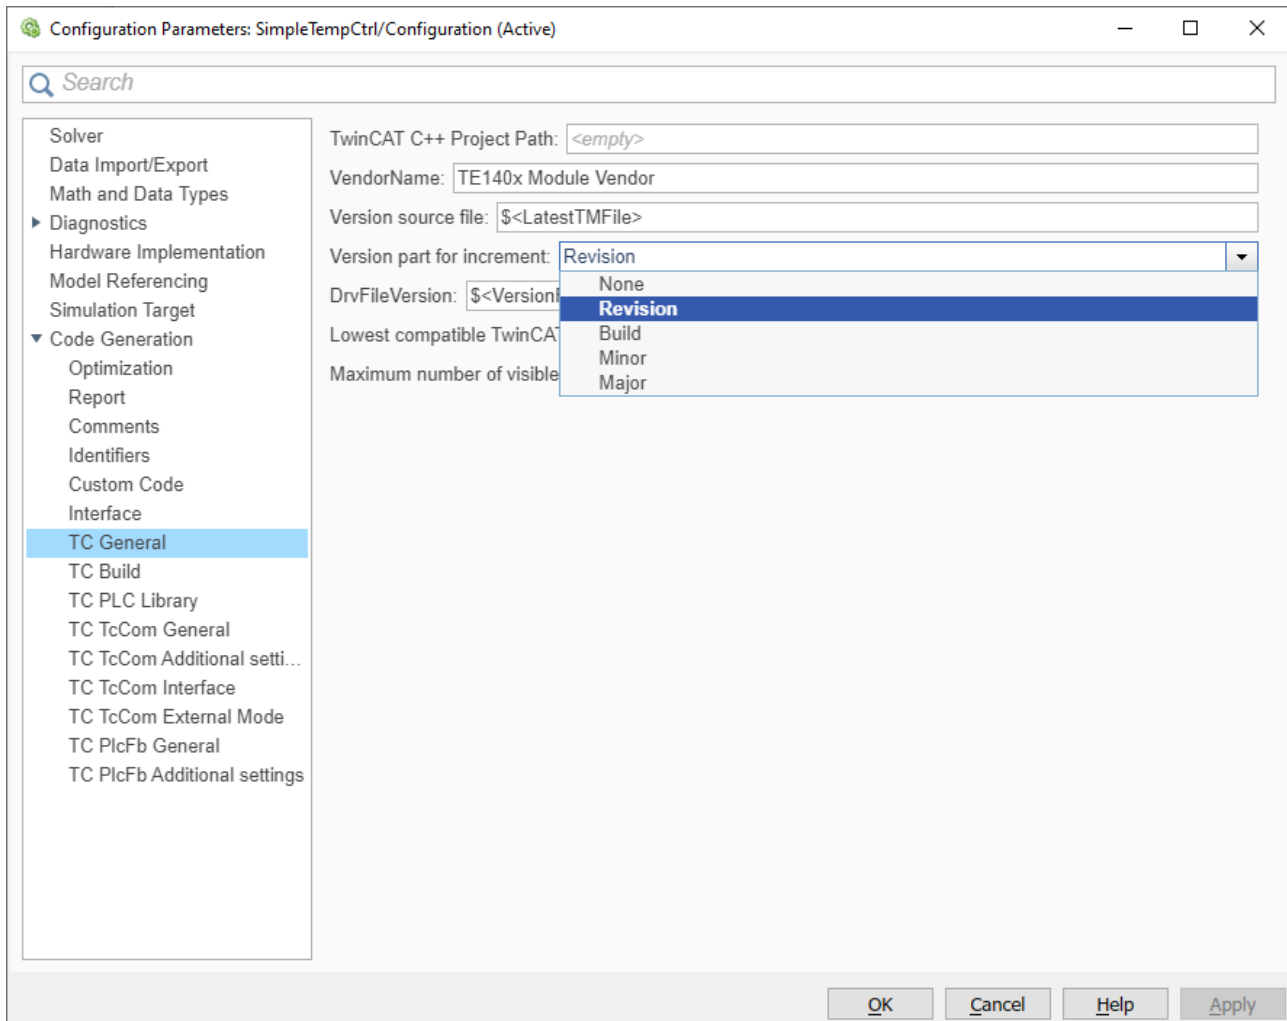 Configuration Parameters: SimpleTempCtrl/Configuration (Active)
Search
Solver
Data Import/Export
Math and Data Types
Diagnostics
Hardware Implementation
Model Referencing
Simulation Target
Code Generation
Optimization
Report
Comments
Identifiers
Custom Code
Interface
TC General
TC Build
TC PLC Library
TC TcCom General
TC TcCom Additional setti...
TC TcCom Interface
TC TcCom External Mode
TC PlcFb General
TC PlcFb Additional settings
TwinCAT C++ Project Path: <empty>
VendorName: TE140x Module Vendor
Version source file: $<LatestTMFile>
Version part for increment: Revision
None
Revision
Build
Minor
Major
DrvFileVersion: $<Version
Lowest compatible TwinCA
Maximum number of visible
OK
Cancel
Help
Apply